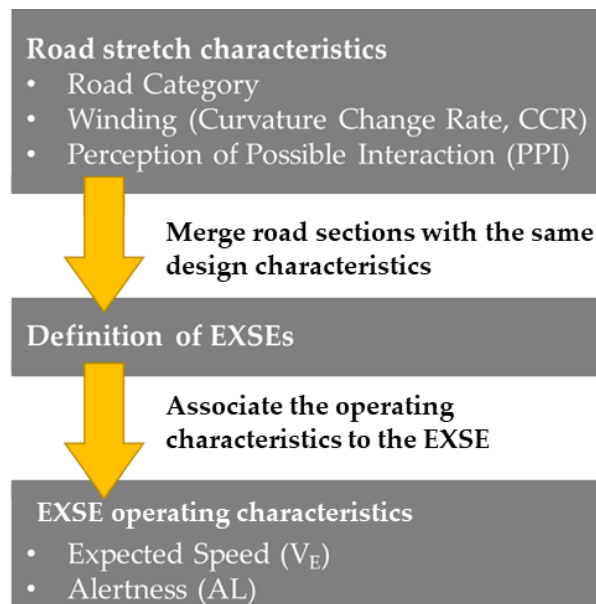 Road stretch characteristics
• Road Category
• Winding (Curvature Change Rate, CCR)
• Perception of Possible Interaction (PPI)
Merge road sections with the same
design characteristics
Definition of EXSEs
Associate the operating
characteristics to the EXSE
EXSE operating characteristics
• Expected Speed (V_E)
• Alertness (AL)